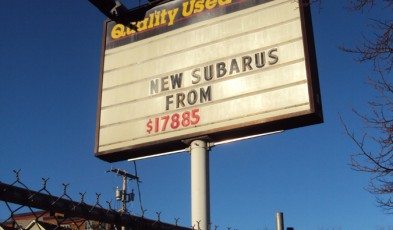 Quality Used
NEW SUBARUS
FROM
$17885